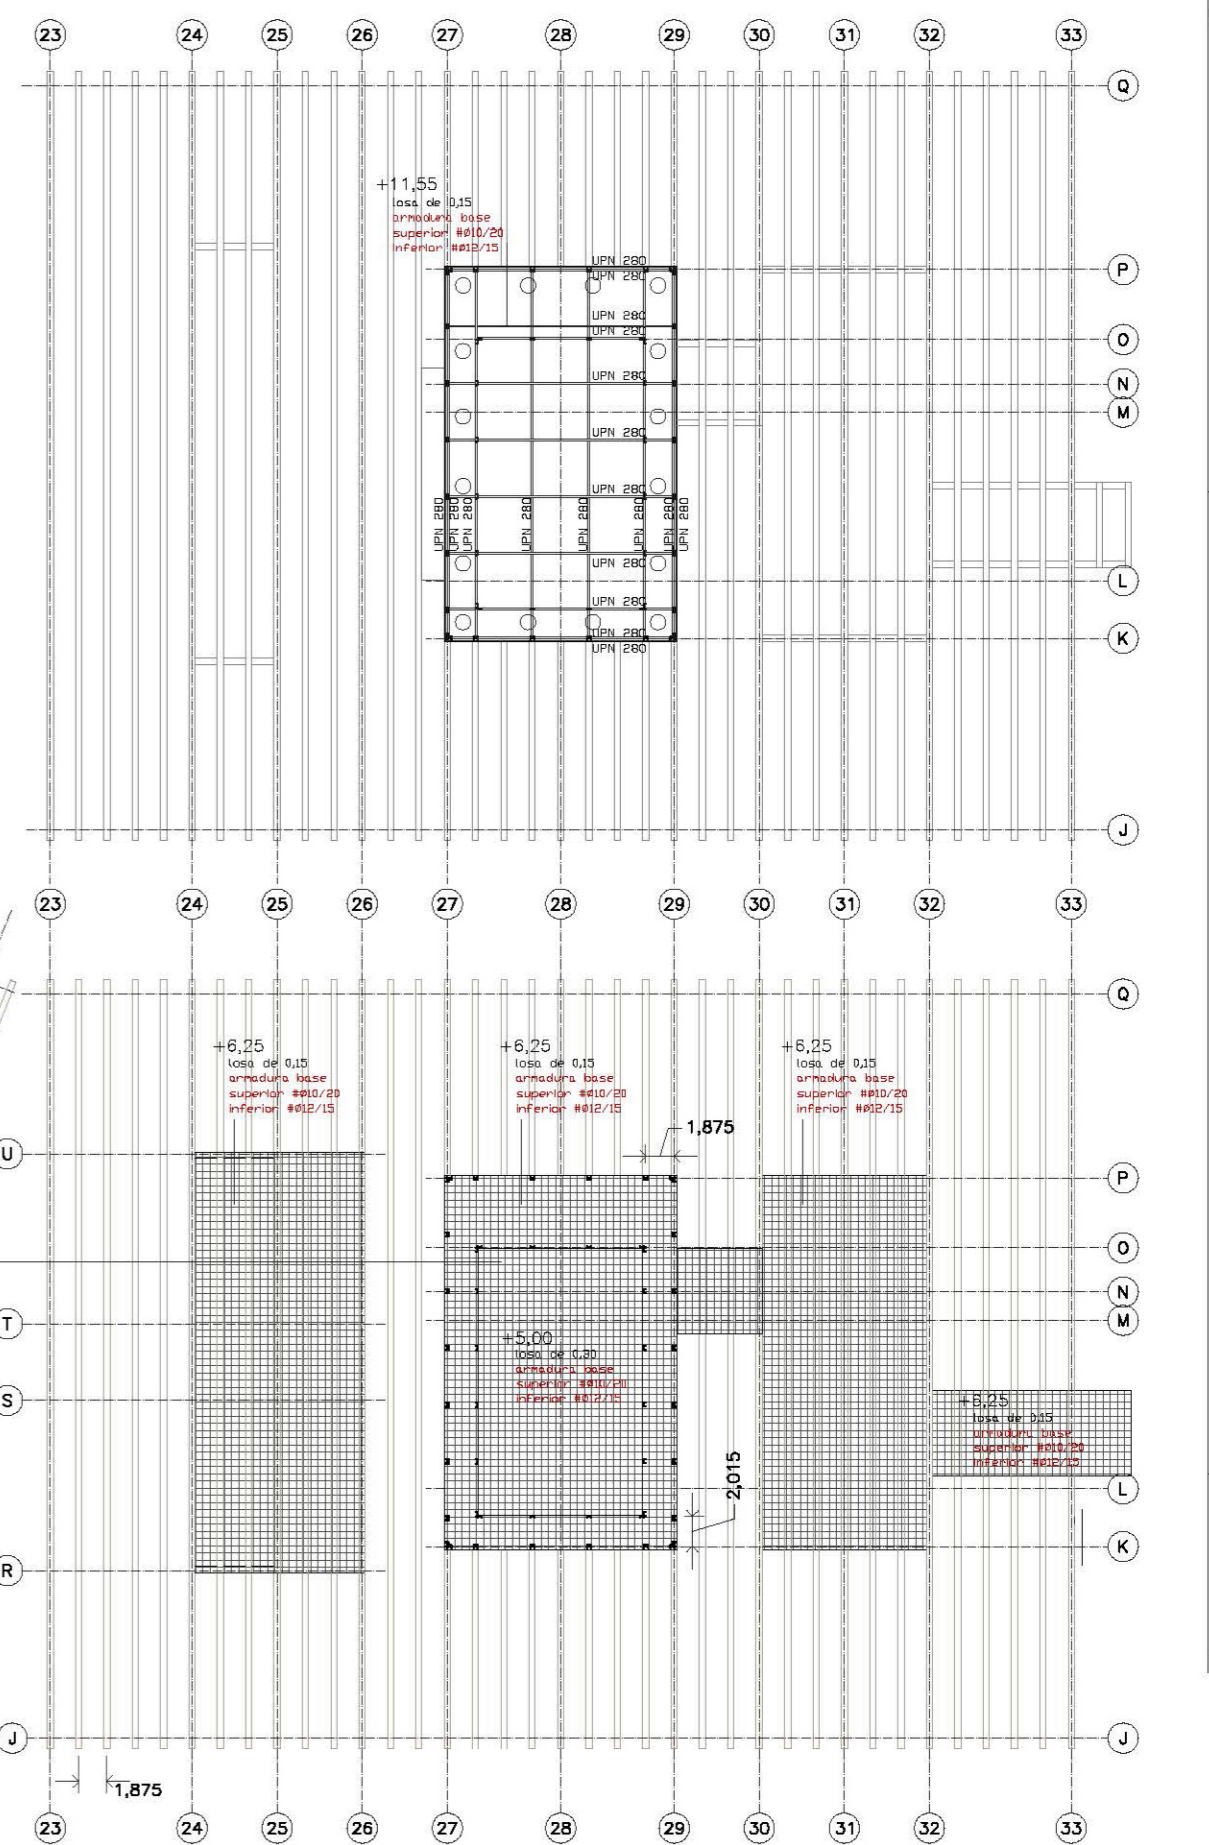 23 24 25 26 27 28 29 30 31 32 33
Q
+11,55
losa de 0,15
armadura base
superior #ø10/20
inferior #ø12/15
UPN 280
P
UPN 280
UPN 280
UPN 280
O
UPN 280
N
M
UPN 280
UPN 280
UPN 280 UPN 280 UPN 280 UPN 280 UPN 280 UPN 280 UPN 280 UPN 280
UPN 280
L
UPN 280
UPN 280
K
UPN 280
J
23 24 25 26 27 28 29 30 31 32 33
Q
+6,25
losa de 0,15
armadura base
superior #ø10/20
inferior #ø12/15
+6,25
losa de 0,15
armadura base
superior #ø10/20
inferior #ø12/15
+6,25
losa de 0,15
armadura base
superior #ø10/20
inferior #ø12/15
1,875
U
P
O
N
T
M
+5,00
losa de 0,30
armadura base
superior #ø10/20
inferior #ø12/15
S
+6,25
losa de 0,15
armadura base
superior #ø10/20
inferior #ø12/15
2,015
L
K
R
J
J
1,875
23 24 25 26 27 28 29 30 31 32 33